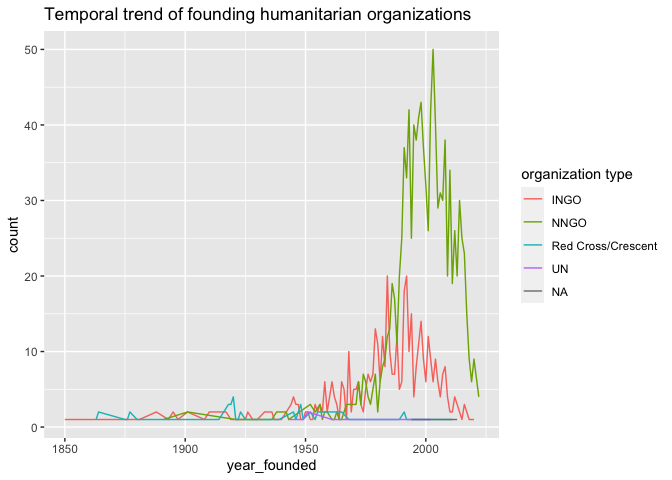 Temporal trend of founding humanitarian organizations
50
40
30
20
10
0
count
1850
1900
1950
2000
year_founded
organization type
INGO
NNGO
Red Cross/Crescent
UN
NA